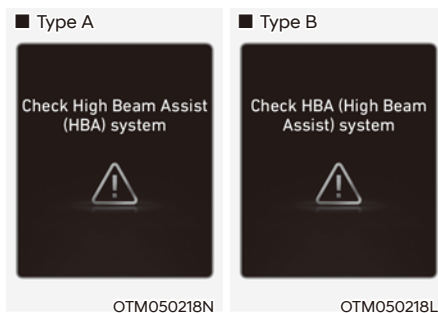 ■ Type A
Check High Beam Assist
(HBA) system
OTM050218N
■ Type B
Check HBA (High Beam
Assist) system
OTM050218L